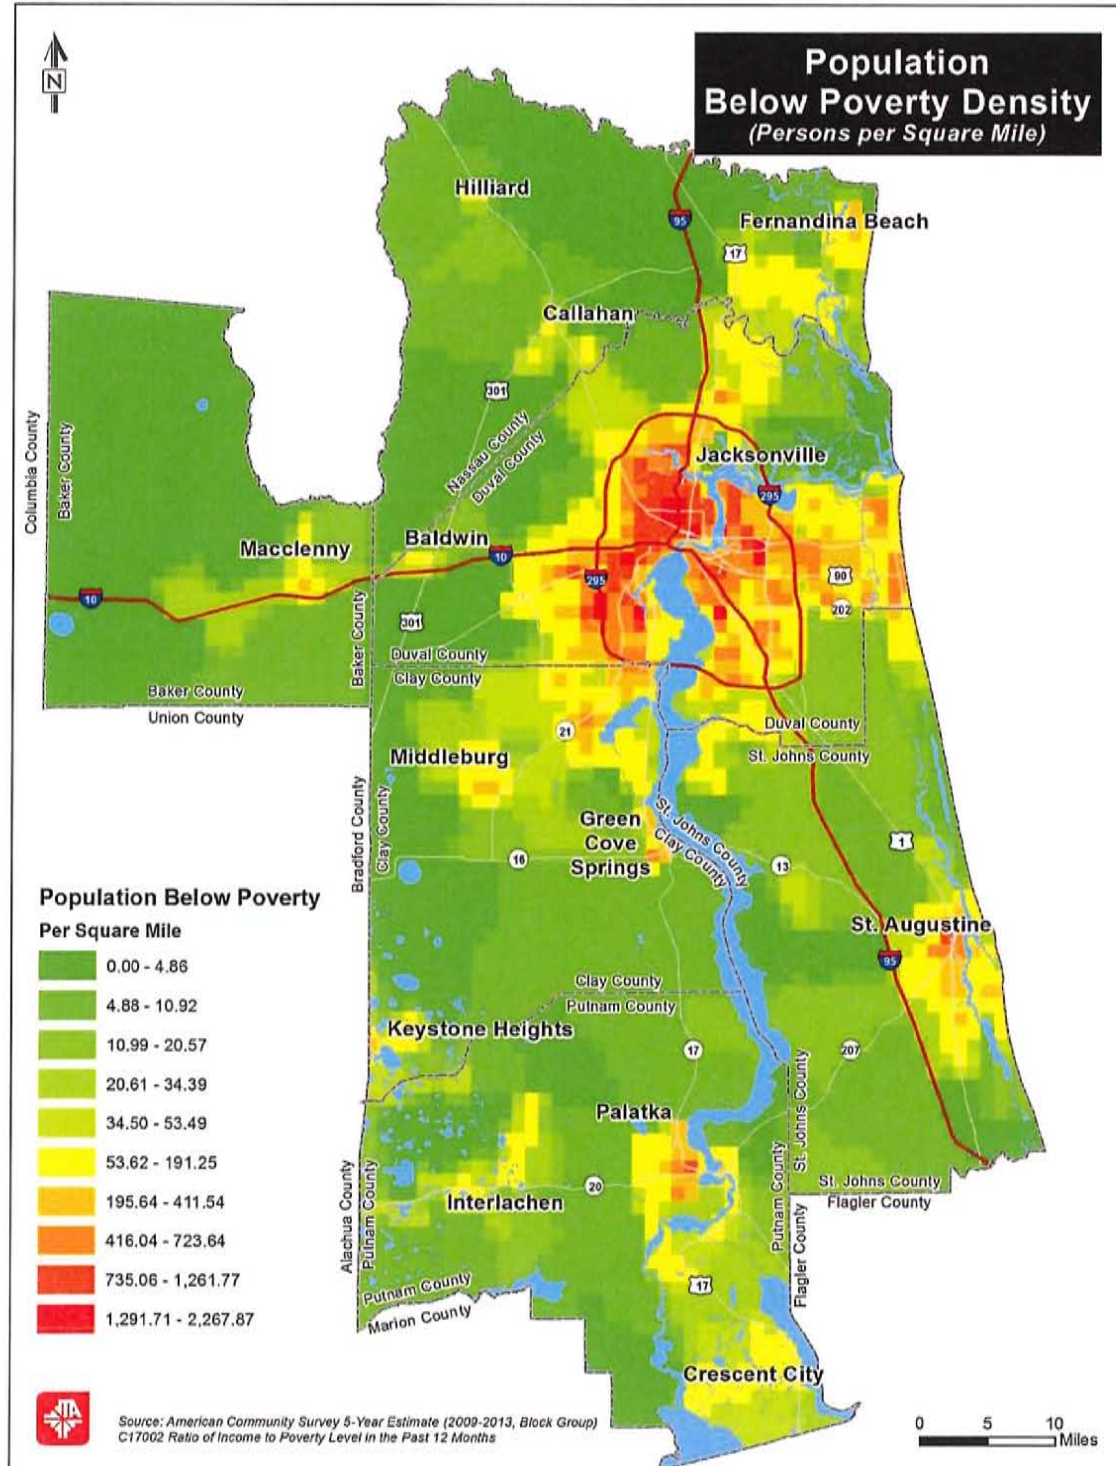 Population
Below Poverty Density
(Persons per Square Mile)
N
Hilliard
95
Fernandina Beach
17
Callahan
301
Nassau County
Duval County
Jacksonville
295
Columbia County
Baker County
Macclenny
Baldwin
10
295
90
10
202
301
Baker County
Duval County
Clay County
Baker County
Union County
21
Duval County
St. Johns County
Middleburg
Bradford County
Clay County
Green
Cove
Springs
St. Johns County
Clay County
16
13
1
St. Augustine
95
Clay County
Putnam County
Keystone Heights
17
207
Palatka
Putnam County
St. Johns County
Interlachen
20
St. Johns County
Flagler County
Alachua County
Putnam County
Flagler County
17
Putnam County
Marion County
Crescent City
Population Below Poverty
Per Square Mile
0.00 - 4.86
4.88 - 10.92
10.99 - 20.57
20.61 - 34.39
34.50 - 53.49
53.62 - 191.25
195.64 - 411.54
416.04 - 723.64
735.06 - 1,261.77
1,291.71 - 2,267.87
JTA
Source: American Community Survey 5-Year Estimate (2009-2013, Block Group)
C17002 Ratio of Income to Poverty Level in the Past 12 Months
0 5 10
Miles